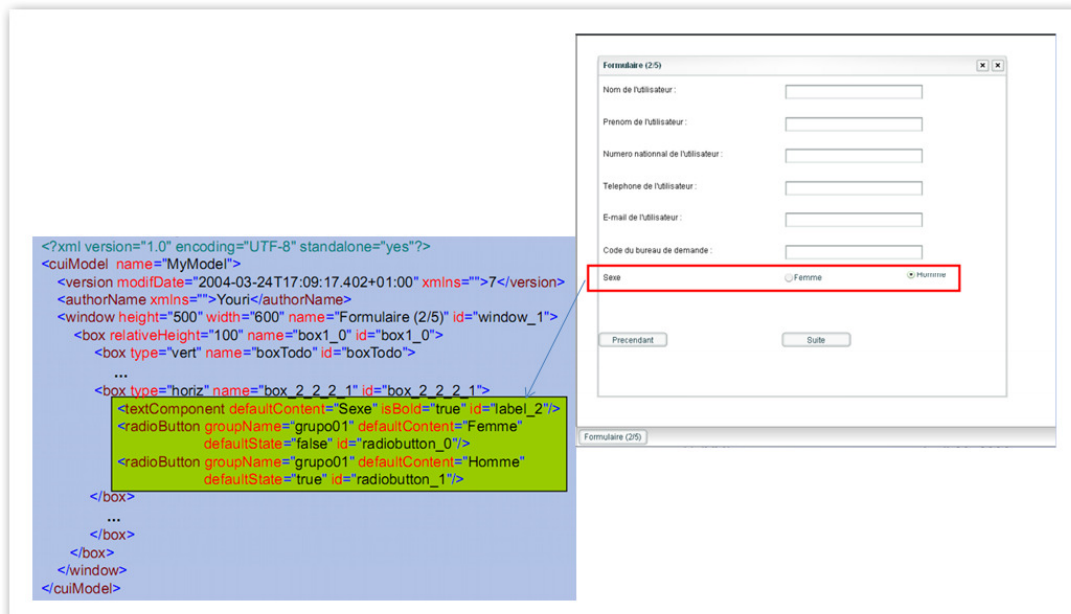 Formulaire (2/5)
Nom de l'utilisateur :
Prenom de l'utilisateur :
Numero nationnal de l'utilisateur :
Telephone de l'utilisateur :
E-mail de l'utilisateur :
Code du bureau de demande :
Sexe
Femme
Homme
Precendant
Suite
Formulaire (2/5)
<?xml version="1.0" encoding="UTF-8" standalone="yes"?>
<cuiModel name="MyModel">
<version modifDate="2004-03-24T17:09:17.402+01:00" xmlns="">7</version>
<authorName xmlns="">Youri</authorName>
<window height="500" width="600" name="Formulaire (2/5)" id="window_1">
<box relativeHeight="100" name="box1_0" id="box1_0">
<box type="vert" name="boxTodo" id="boxTodo">
...
<box type="horiz" name="box_2_2_2_1" id="box_2_2_2_1">
<textComponent defaultContent="Sexe" isBold="true" id="label_2"/>
<radioButton groupName="grupo01" defaultContent="Femme"
defaultState="false" id="radiobutton_0"/>
<radioButton groupName="grupo01" defaultContent="Homme"
defaultState="true" id="radiobutton_1"/>
</box>
...
</box>
</box>
</window>
</cuiModel>